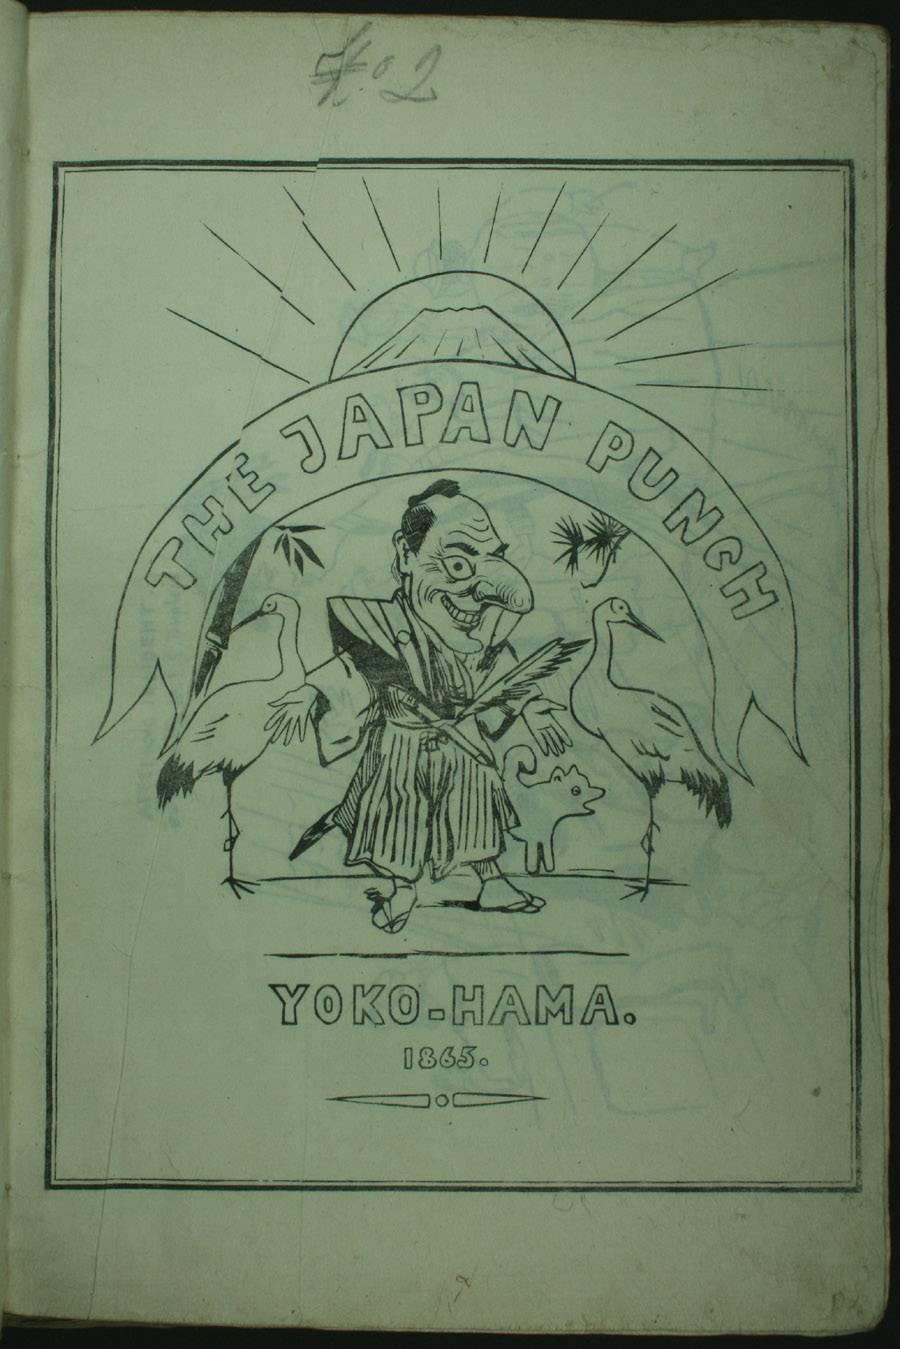 No. 2
THE JAPAN PUNCH
YOKO-HAMA.
1865.